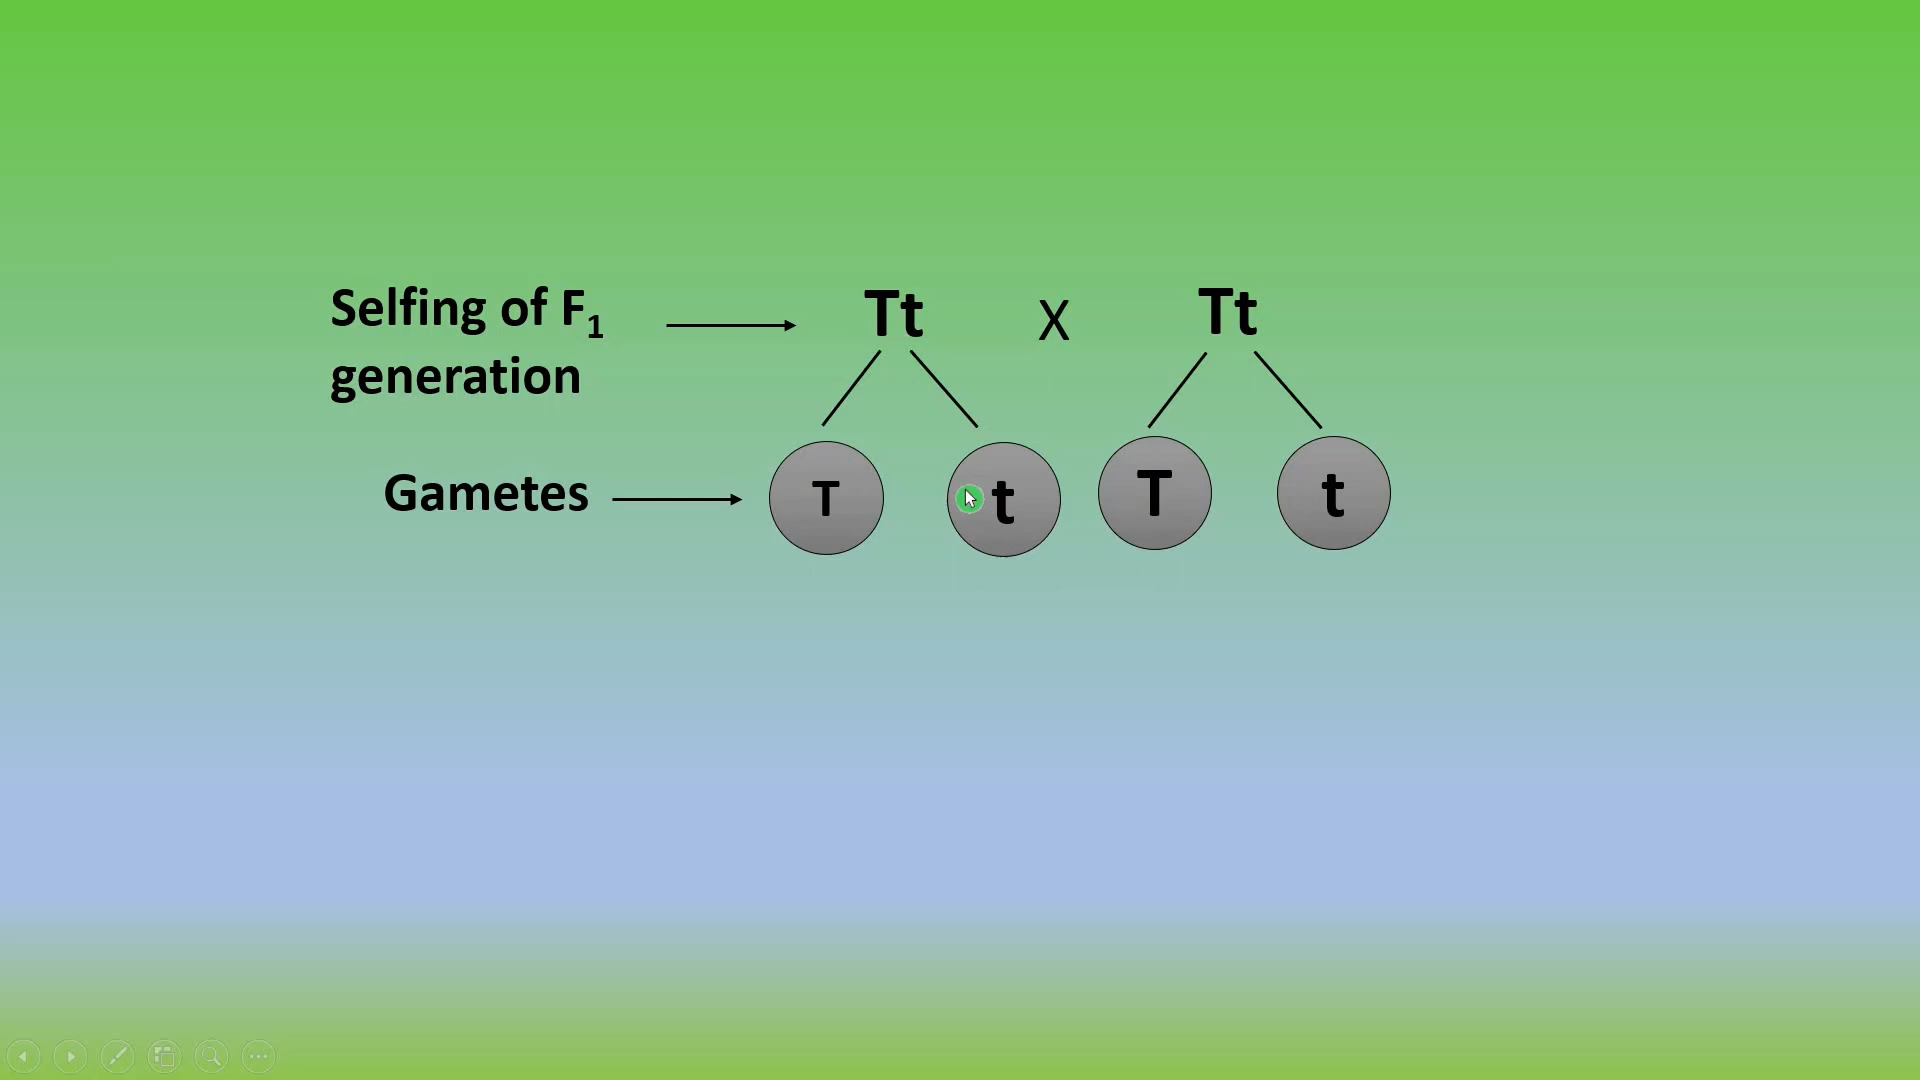 Selfing of F₁ Tt X Tt
generation
Gametes T t T t